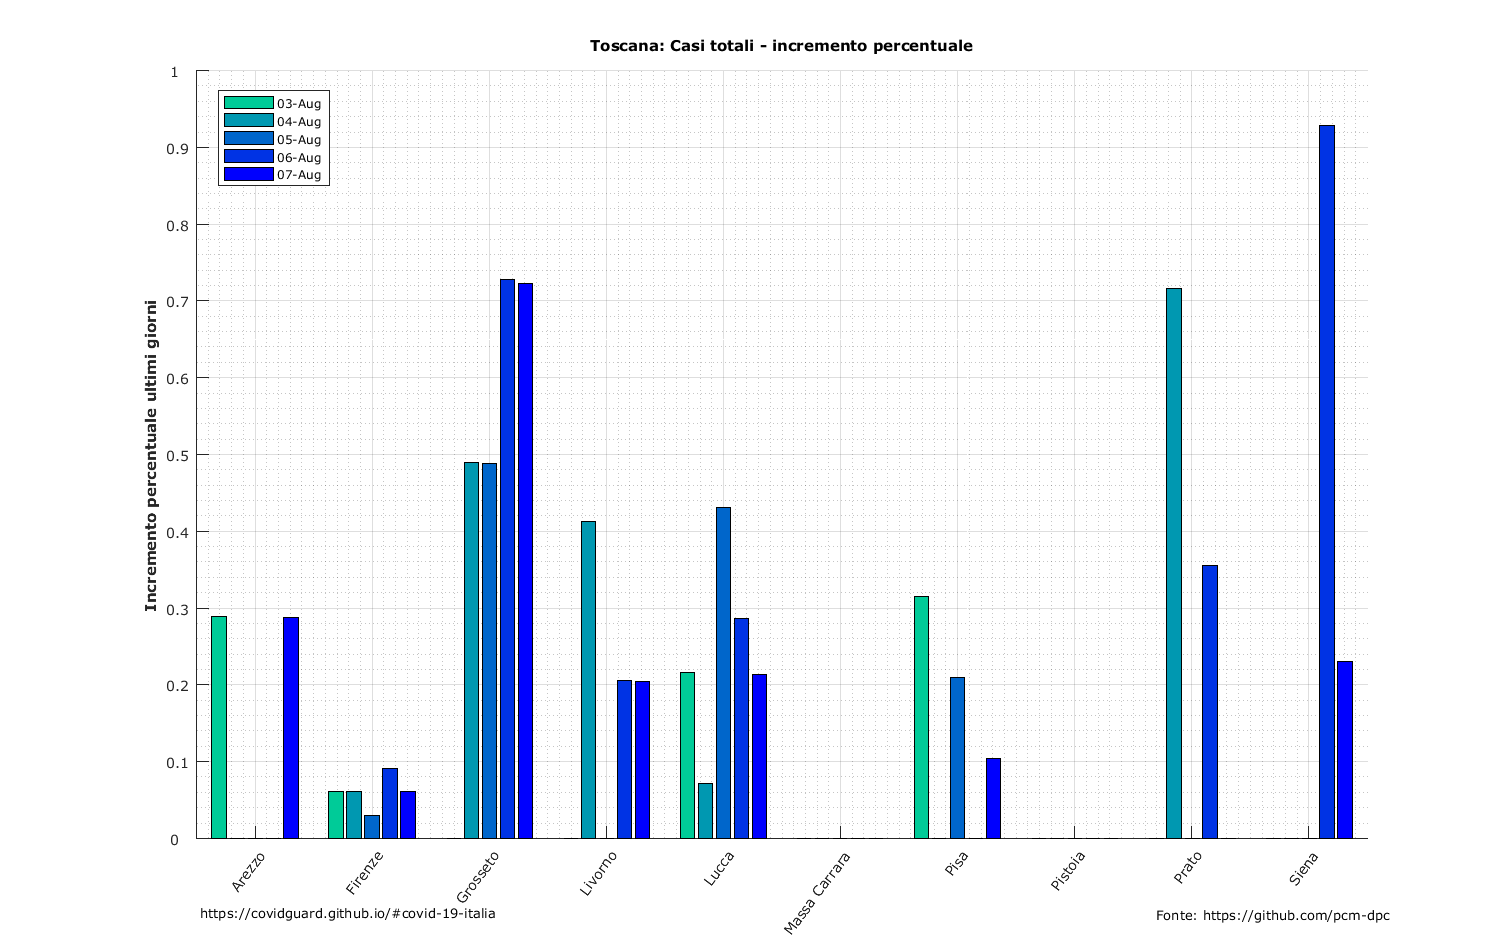 Toscana: Casi totali - incremento percentuale
Incremento percentuale ultimi giorni
1
0.9
0.8
0.7
0.6
0.5
0.4
0.3
0.2
0.1
0
03-Aug
04-Aug
05-Aug
06-Aug
07-Aug
Arezzo
Firenze
Grosseto
Livorno
Lucca
Massa Carrara
Pisa
Pistoia
Prato
Siena
https://covidguard.github.io/#covid-19-italia
Fonte: https://github.com/pcm-dpc